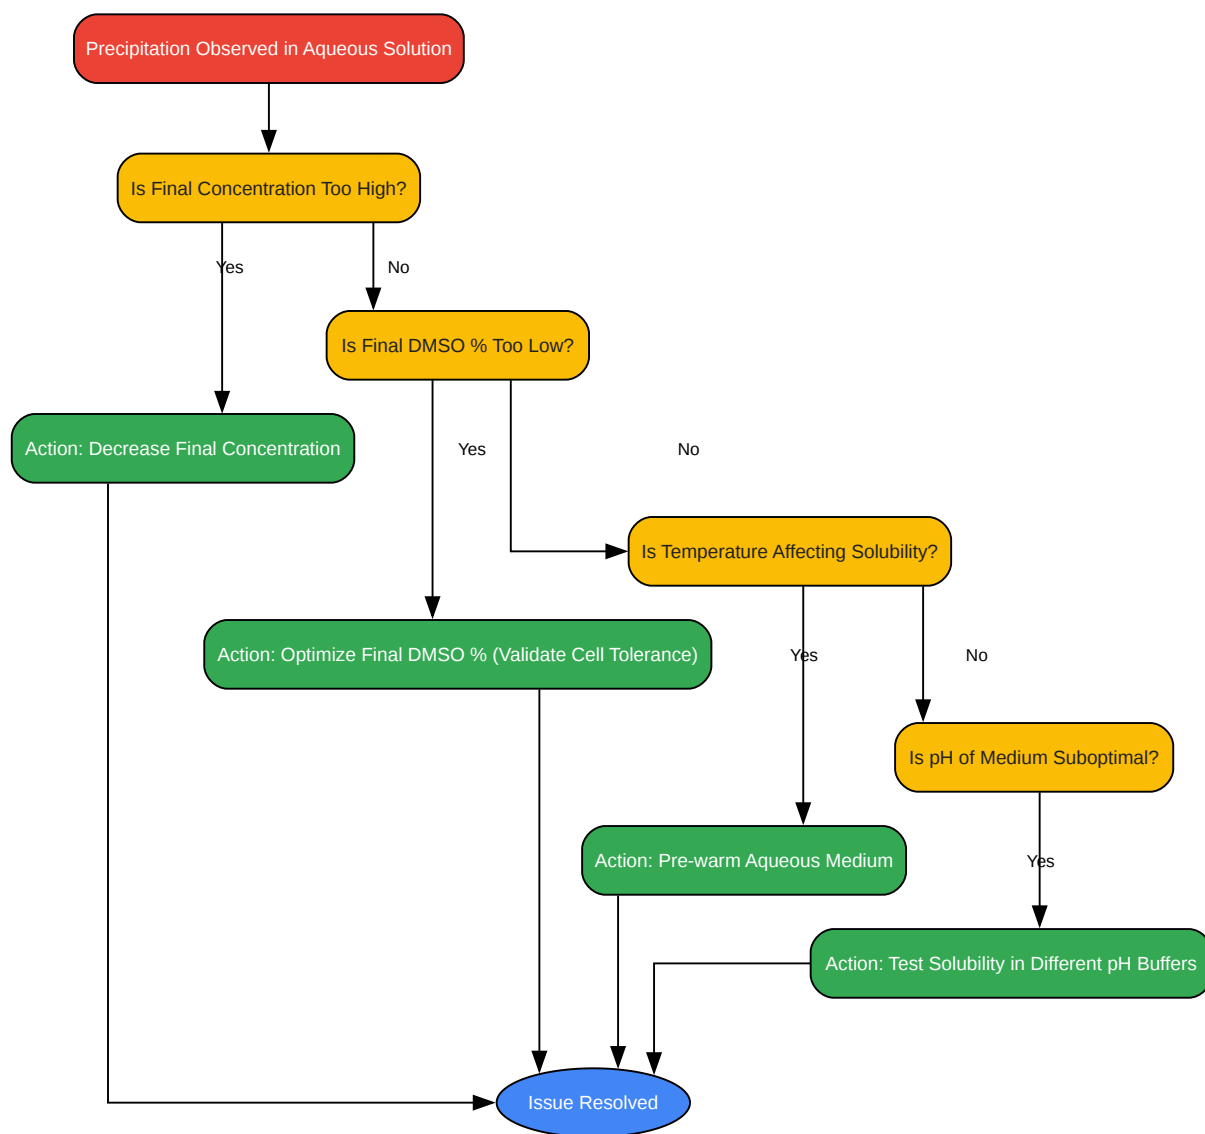 Precipitation Observed in Aqueous Solution
Is Final Concentration Too High?
Yes
No
Is Final DMSO % Too Low?
Action: Decrease Final Concentration
Yes
No
Is Temperature Affecting Solubility?
Action: Optimize Final DMSO % (Validate Cell Tolerance)
Yes
No
Is pH of Medium Suboptimal?
Action: Pre-warm Aqueous Medium
Yes
Action: Test Solubility in Different pH Buffers
Issue Resolved